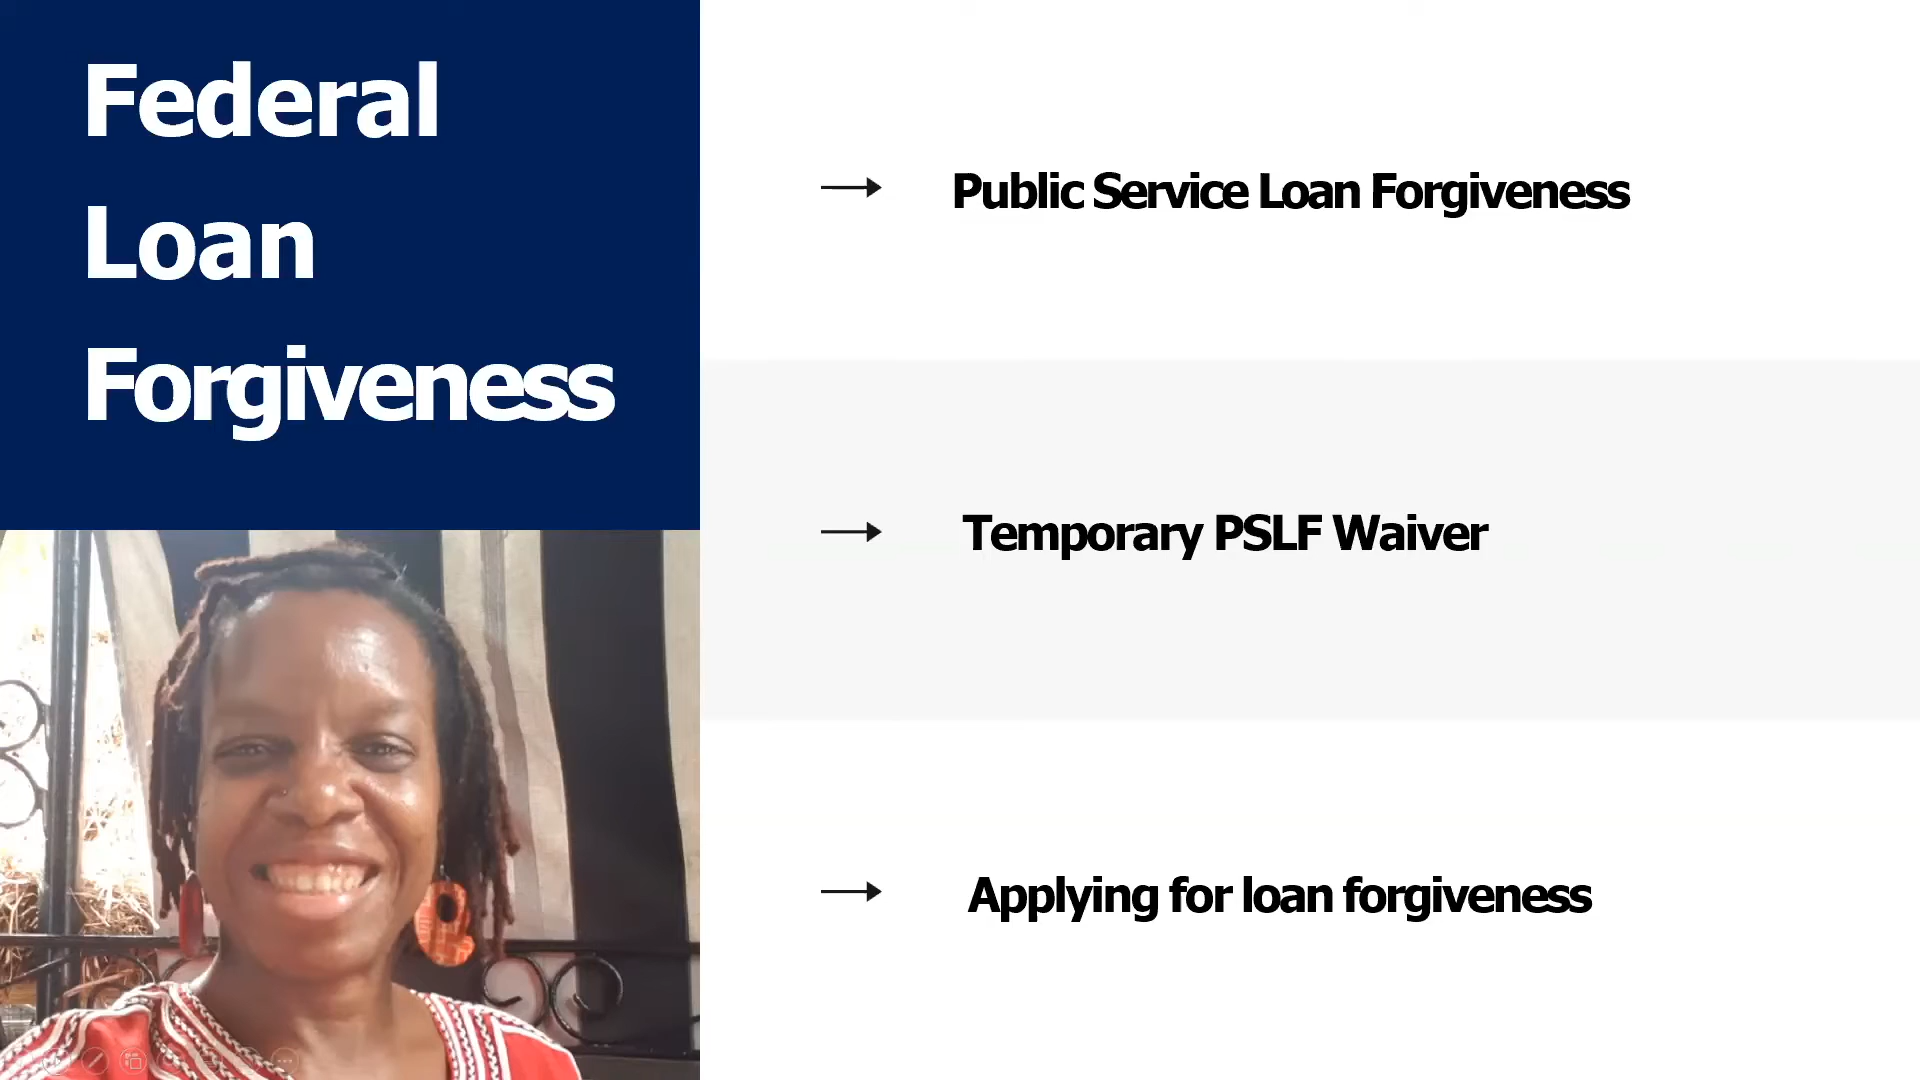 Federal
Loan
Forgiveness
Public Service Loan Forgiveness
Temporary PSLF Waiver
Applying for loan forgiveness